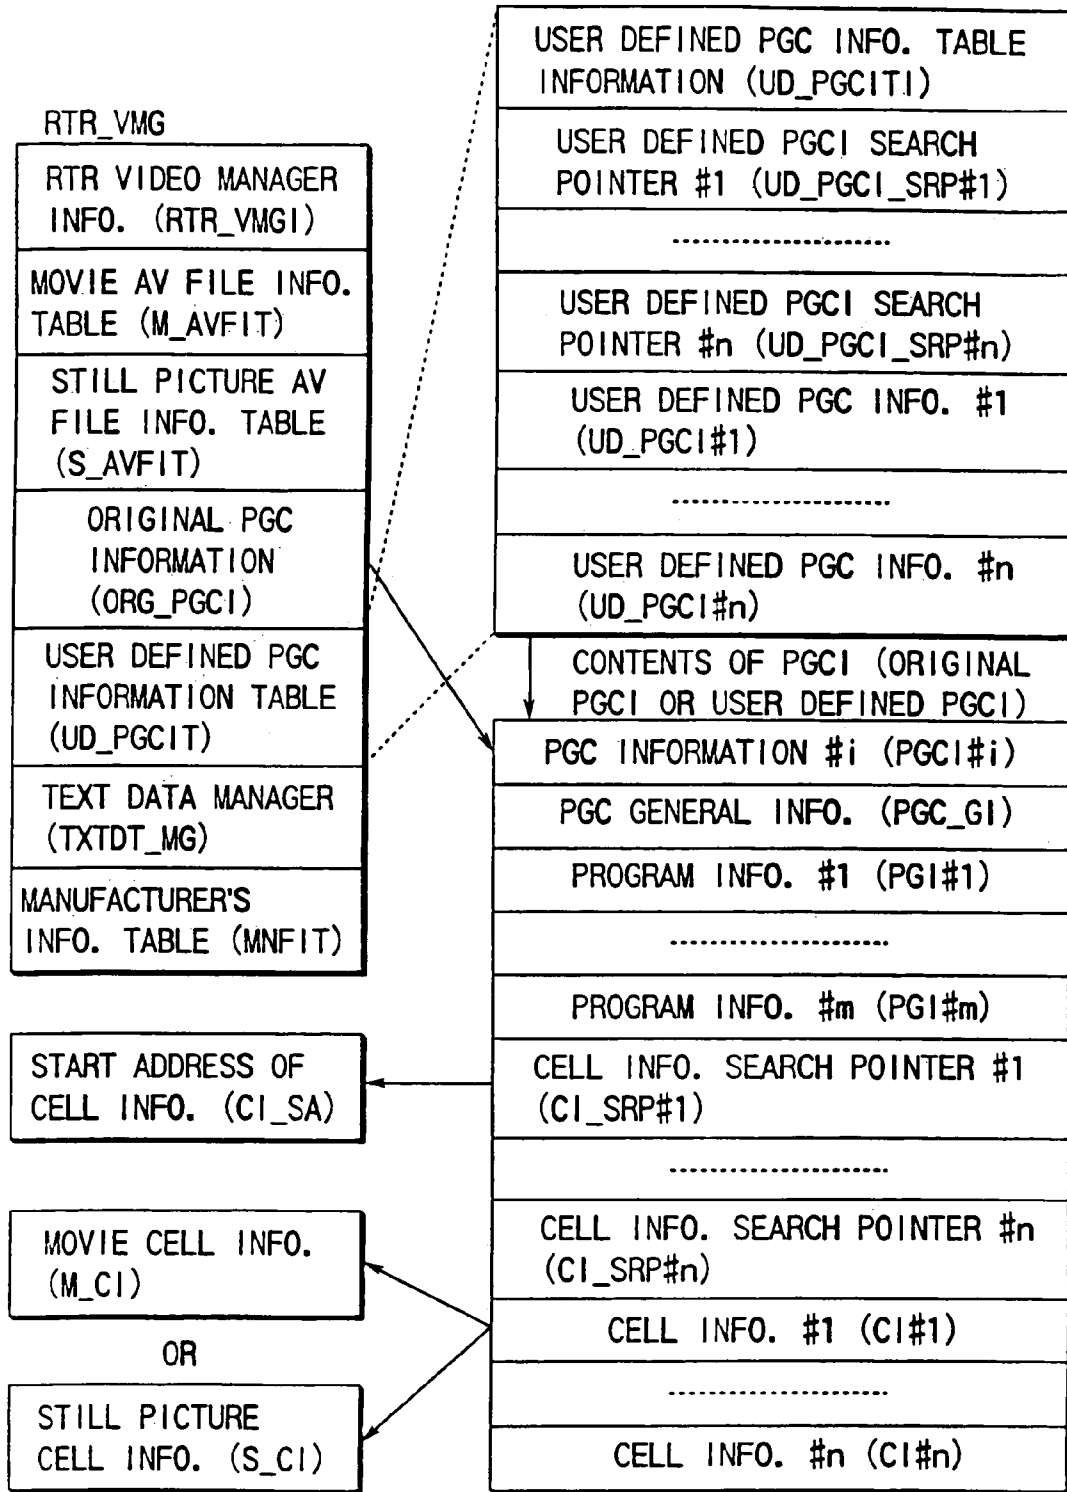 RTR_VMG
RTR VIDEO MANAGER
INFO. (RTR_VMGI)
MOVIE AV FILE INFO.
TABLE (M_AVFIT)
STILL PICTURE AV
FILE INFO. TABLE
(S_AVFIT)
ORIGINAL PGC
INFORMATION
(ORG_PGCI)
USER DEFINED PGC
INFORMATION TABLE
(UD_PGCIT)
TEXT DATA MANAGER
(TXTDT_MG)
MANUFACTURER'S
INFO. TABLE (MNFIT)
USER DEFINED PGC INFO. TABLE
INFORMATION (UD_PGCITI)
USER DEFINED PGCI SEARCH
POINTER #1 (UD_PGCI_SRP#1)
USER DEFINED PGCI SEARCH
POINTER #n (UD_PGCI_SRP#n)
USER DEFINED PGC INFO. #1
(UD_PGCI#1)
USER DEFINED PGC INFO. #n
(UD_PGCI#n)
CONTENTS OF PGCI (ORIGINAL
PGCI OR USER DEFINED PGCI)
PGC INFORMATION #i (PGCI#i)
PGC GENERAL INFO. (PGC_GI)
PROGRAM INFO. #1 (PGI#1)
PROGRAM INFO. #m (PGI#m)
CELL INFO. SEARCH POINTER #1
(CI_SRP#1)
CELL INFO. SEARCH POINTER #n
(CI_SRP#n)
CELL INFO. #1 (CI#1)
CELL INFO. #n (CI#n)
START ADDRESS OF
CELL INFO. (CI_SA)
MOVIE CELL INFO.
(M_CI)
OR
STILL PICTURE
CELL INFO. (S_CI)